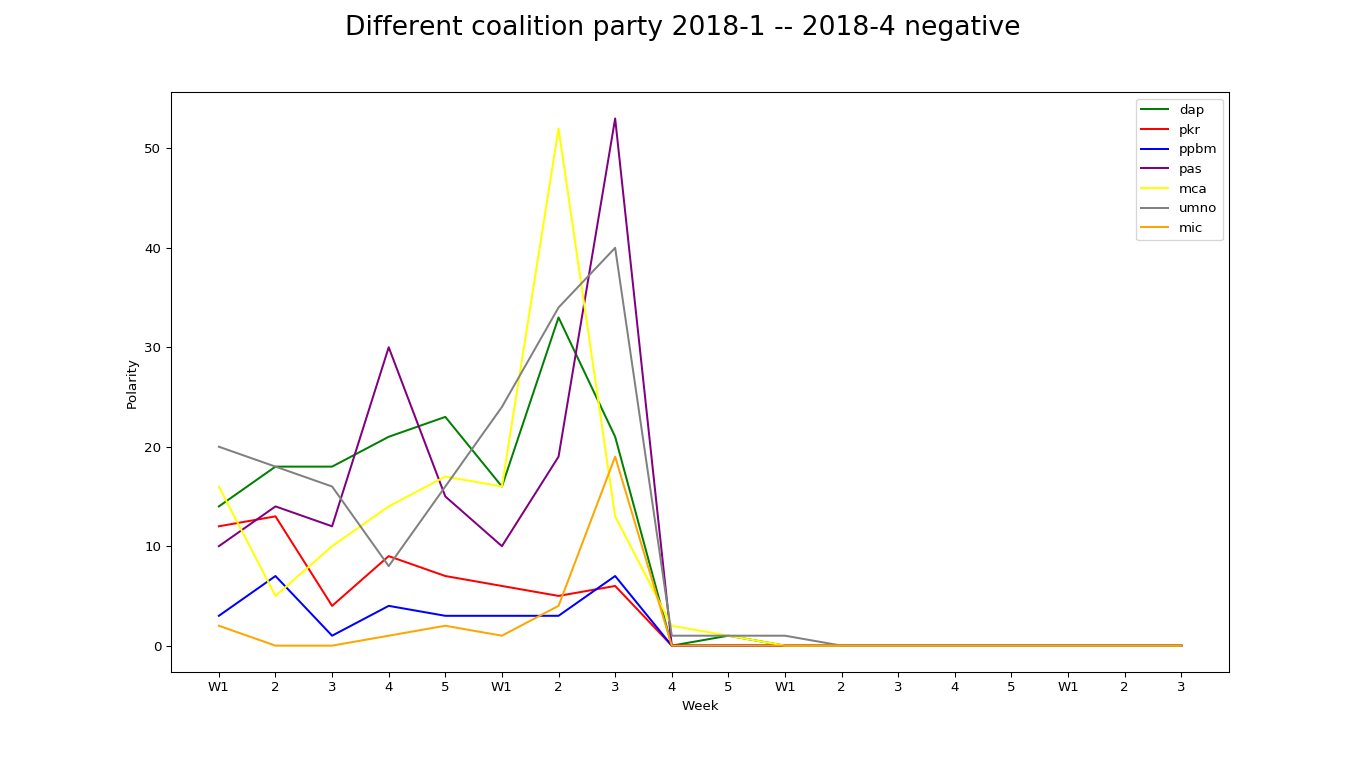 Different coalition party 2018-1 -- 2018-4 negative
dap
pkr
ppbm
pas
mca
umno
mic
50
40
30
20
10
0
Polarity
W1 2 3 4 5 W1 2 3 4 5 W1 2 3 4 5 W1 2 3
Week